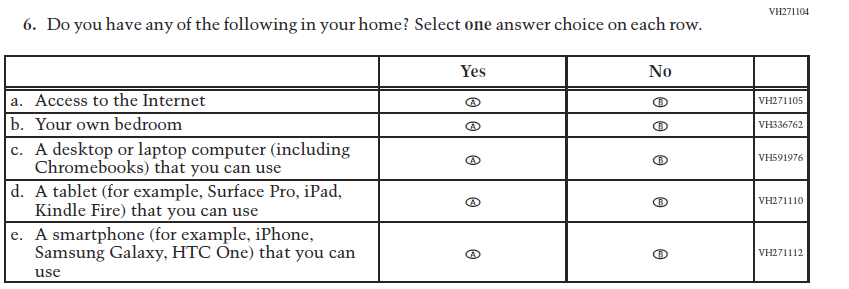 VH271104
6. Do you have any of the following in your home? Select one answer choice on each row.
Yes No
a. Access to the Internet Ⓐ Ⓑ VH271105
b. Your own bedroom Ⓐ Ⓑ VH336762
c. A desktop or laptop computer (including
Chromebooks) that you can use Ⓐ Ⓑ VH591976
d. A tablet (for example, Surface Pro, iPad,
Kindle Fire) that you can use Ⓐ Ⓑ VH271110
e. A smartphone (for example, iPhone,
Samsung Galaxy, HTC One) that you can Ⓐ Ⓑ VH271112
use